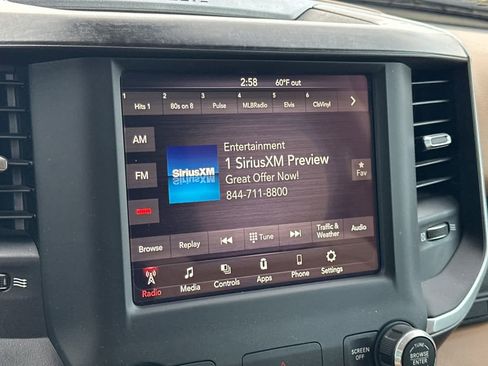 2:58 60°F out
1 2 3 4 5 6
Hits 1 80s on 8 Pulse MLBRadio Elvis CkVinyl
AM
FM
SiriusXM
Entertainment
1 SiriusXM Preview
Great Offer Now!
844-711-8800
Fav
Browse Replay Tune Traffic & Weather Audio
Radio Media Controls Apps Phone Settings
SCREEN OFF
TUNE
BROWSE
ENTER